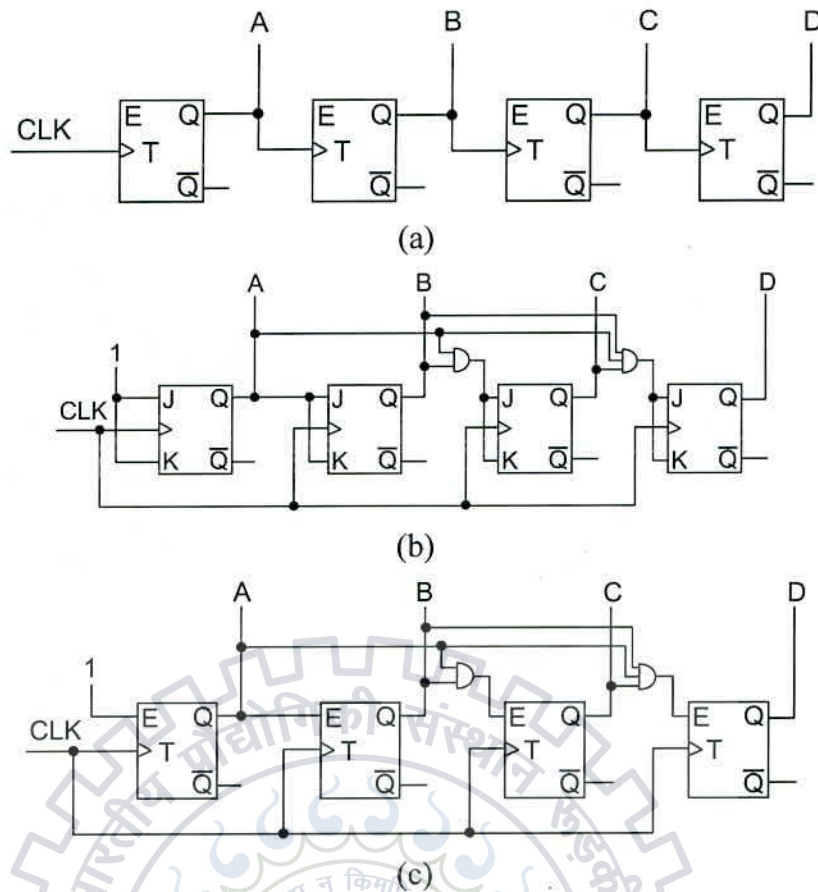 A B C D
E Q E Q E Q E Q
CLK T T T T
Q̅ Q̅ Q̅ Q̅
(a)
A B C D
1
J Q J Q J Q J Q
CLK
K Q̅ K Q̅ K Q̅ K Q̅
(b)
A B C D
1
E Q E Q E Q E Q
CLK T T T T
Q̅ Q̅ Q̅ Q̅
(c)
प्रौद्योगिकी संस्थान